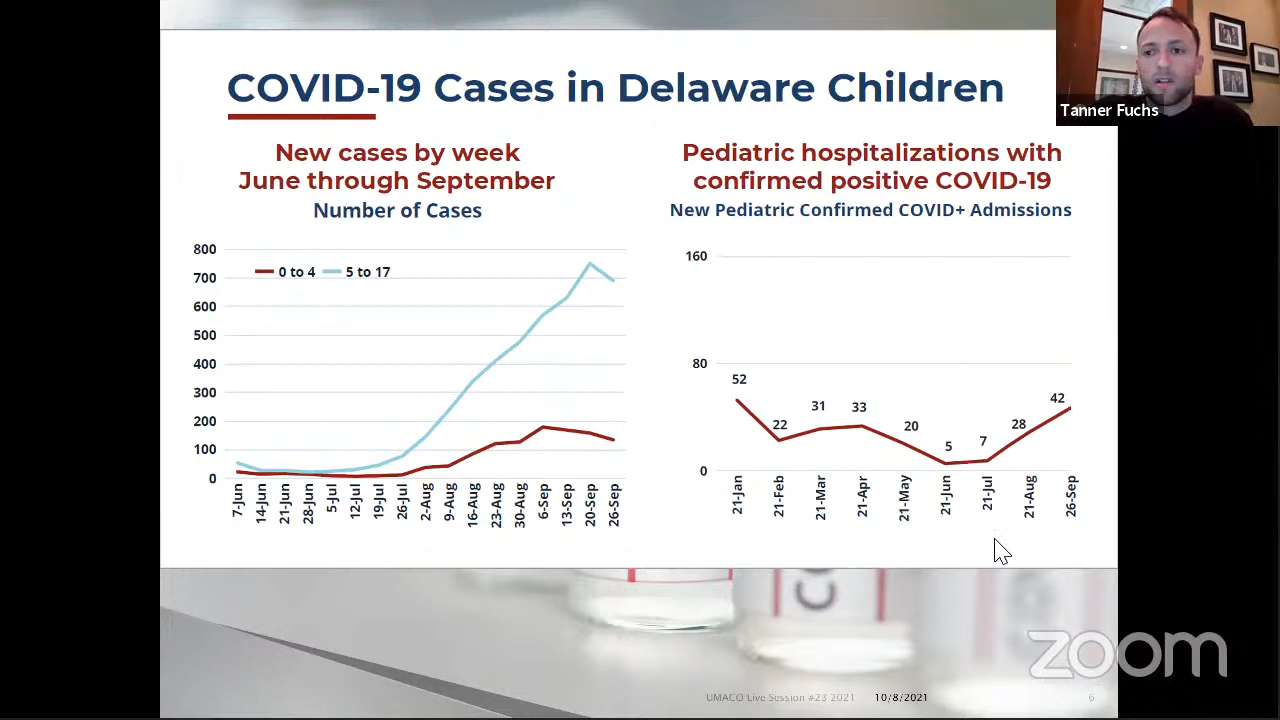 COVID-19 Cases in Delaware Children
Tanner Fuchs
New cases by week
June through September
Number of Cases
800
700
600
500
400
300
200
100
0
0 to 4
5 to 17
7-Jun
14-Jun
21-Jun
28-Jun
5-Jul
12-Jul
19-Jul
26-Jul
2-Aug
9-Aug
16-Aug
23-Aug
30-Aug
6-Sep
13-Sep
20-Sep
26-Sep
Pediatric hospitalizations with
confirmed positive COVID-19
New Pediatric Confirmed COVID+ Admissions
160
80
0
52
22
31
33
20
5
7
28
42
21-Jan
21-Feb
21-Mar
21-Apr
21-May
21-Jun
21-Jul
21-Aug
26-Sep
zoom
UMACO Live Session #23 2021
10/8/2021
6